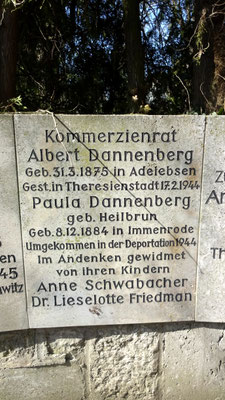 Kommerzienrat
Albert Dannenberg
Geb. 31.3.1875 in Adelebsen
Gest. in Theresienstadt 17.2.1944
Paula Dannenberg
geb. Heilbrun
Geb. 8.12.1884 in Immenrode
Umgekommen in der Deportation 1944
Im Andenken gewidmet
von ihren Kindern
Anne Schwabacher
Dr. Lieselotte Friedman